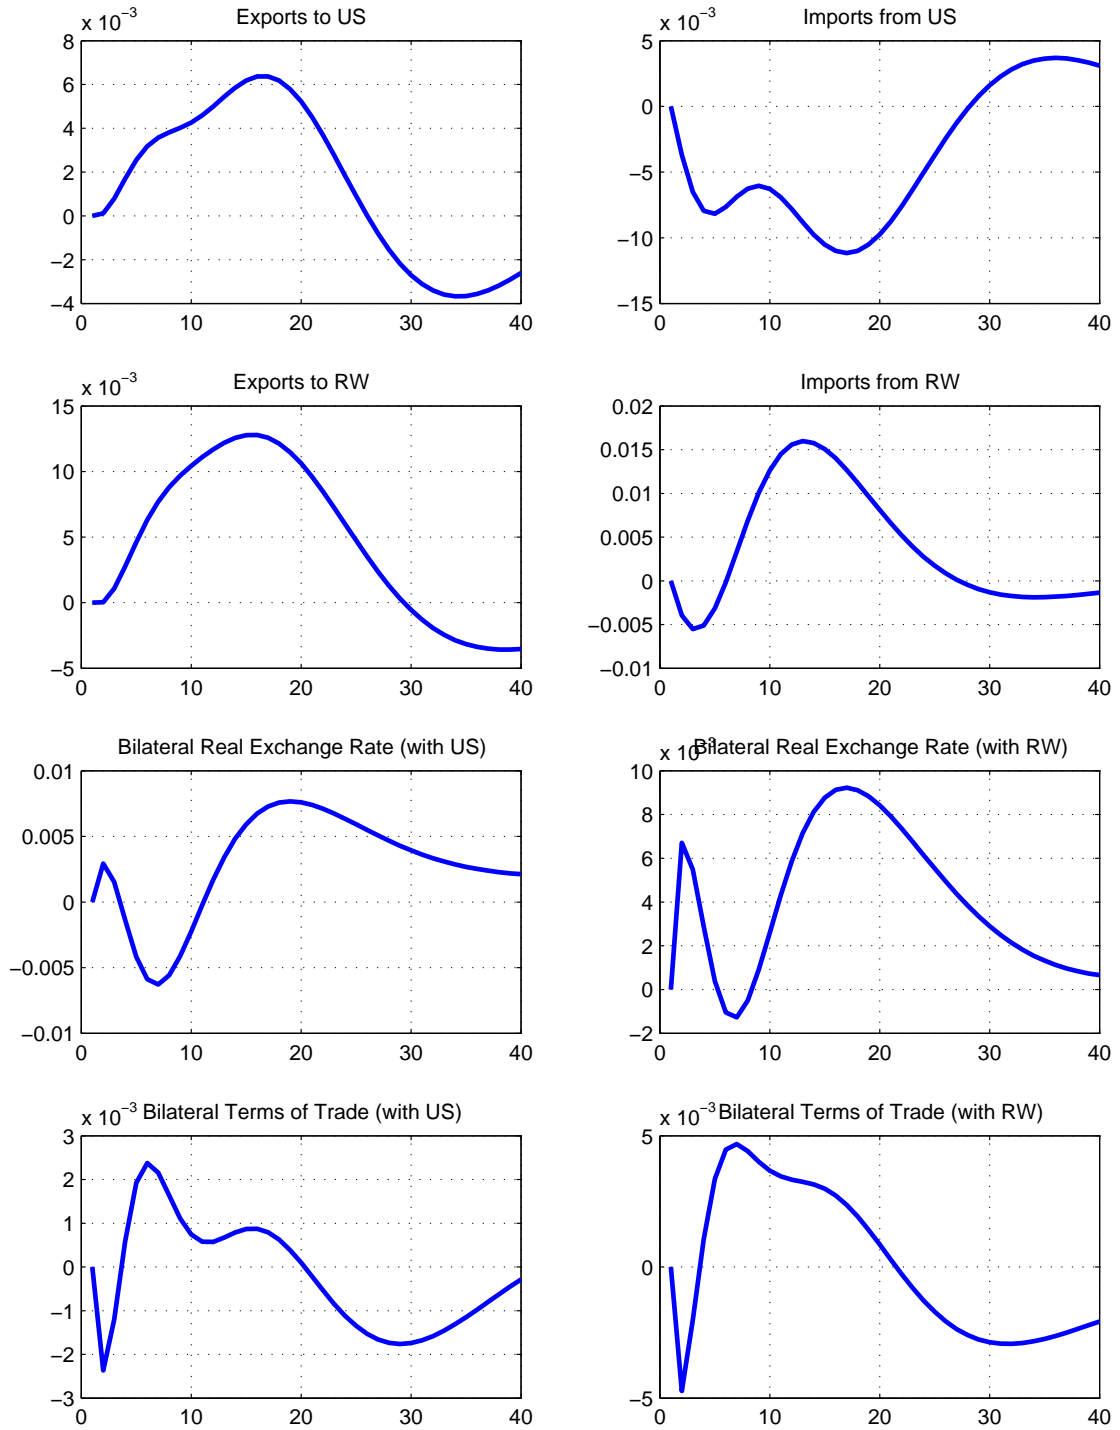 x 10−3 Exports to US
8
6
4
2
0
−2
−4
0 10 20 30 40
x 10−3 Imports from US
5
0
−5
−10
−15
0 10 20 30 40
x 10−3 Exports to RW
15
10
5
0
−5
0 10 20 30 40
Imports from RW
0.02
0.015
0.01
0.005
0
−0.005
−0.01
0 10 20 30 40
Bilateral Real Exchange Rate (with US)
0.01
0.005
0
−0.005
−0.01
0 10 20 30 40
x 10−3 Bilateral Real Exchange Rate (with RW)
10
8
6
4
2
0
−2
0 10 20 30 40
x 10−3 Bilateral Terms of Trade (with US)
3
2
1
0
−1
−2
−3
0 10 20 30 40
x 10−3 Bilateral Terms of Trade (with RW)
5
0
−5
0 10 20 30 40